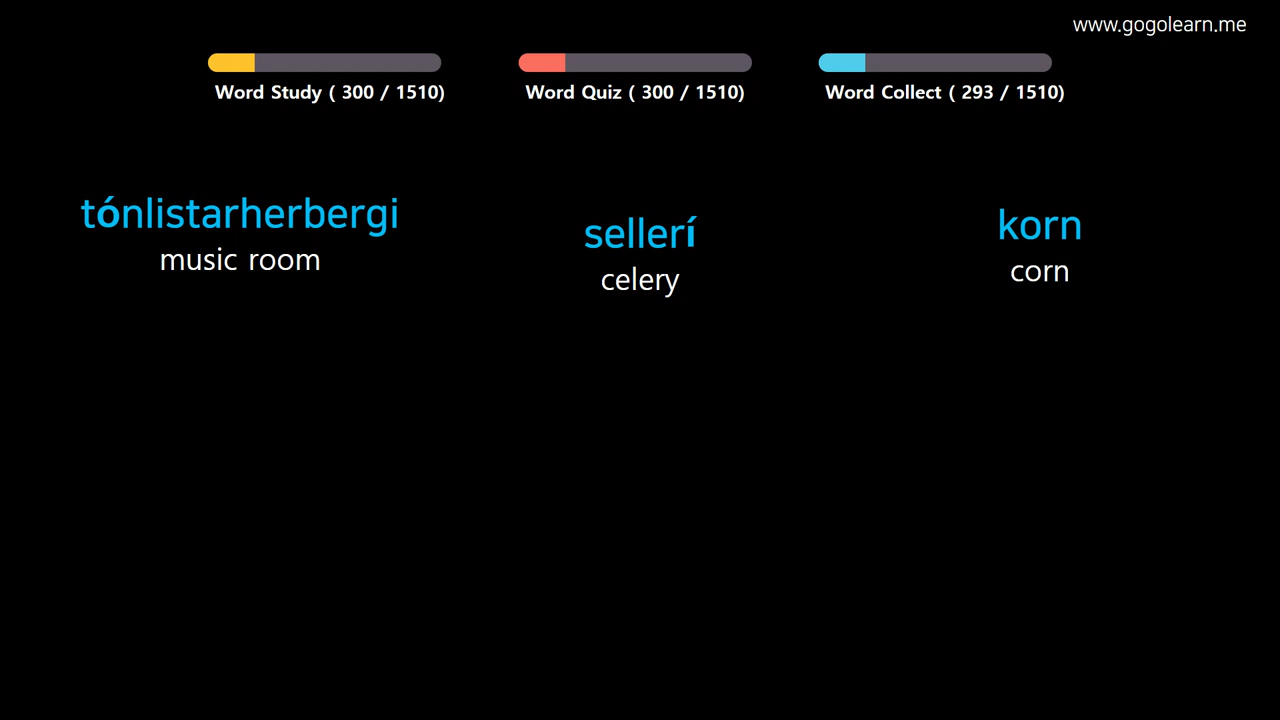 www.gogolearn.me
Word Study ( 300 / 1510)
Word Quiz ( 300 / 1510)
Word Collect ( 293 / 1510)
tónlistarherbergi
music room
sellerí
celery
korn
corn